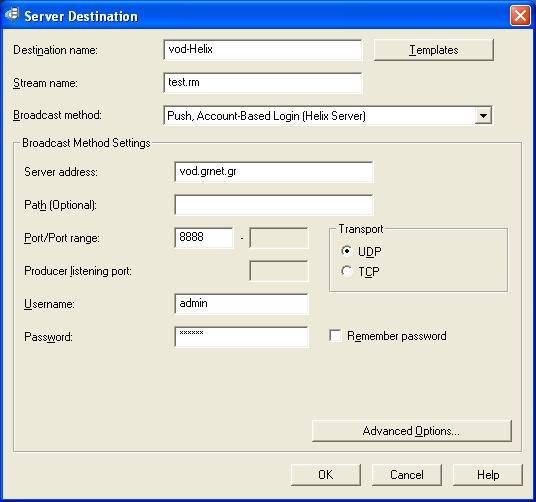 Server Destination
Destination name: vod-Helix Templates
Stream name: test.rm
Broadcast method: Push, Account-Based Login (Helix Server)
Broadcast Method Settings
Server address: vod.grnet.gr
Path (Optional):
Port/Port range: 8888 - Transport
UDP
Producer listening port: TCP
Username: admin
Password: ****** Remember password
Advanced Options...
OK Cancel Help